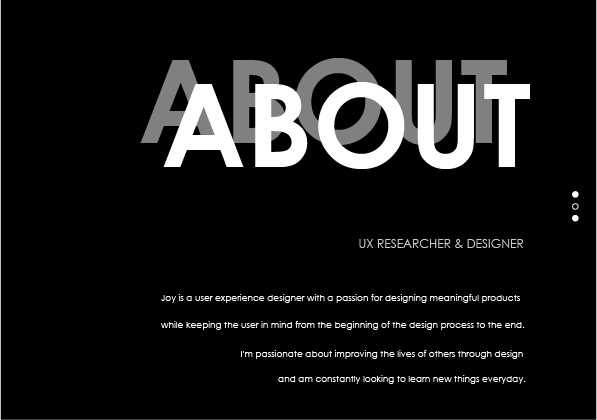 ABOUT
ABOUT
UX RESEARCHER & DESIGNER
Joy is a user experience designer with a passion for designing meaningful products
while keeping the user in mind from the beginning of the design process to the end.
I'm passionate about improving the lives of others through design
and am constantly looking to learn new things everyday.